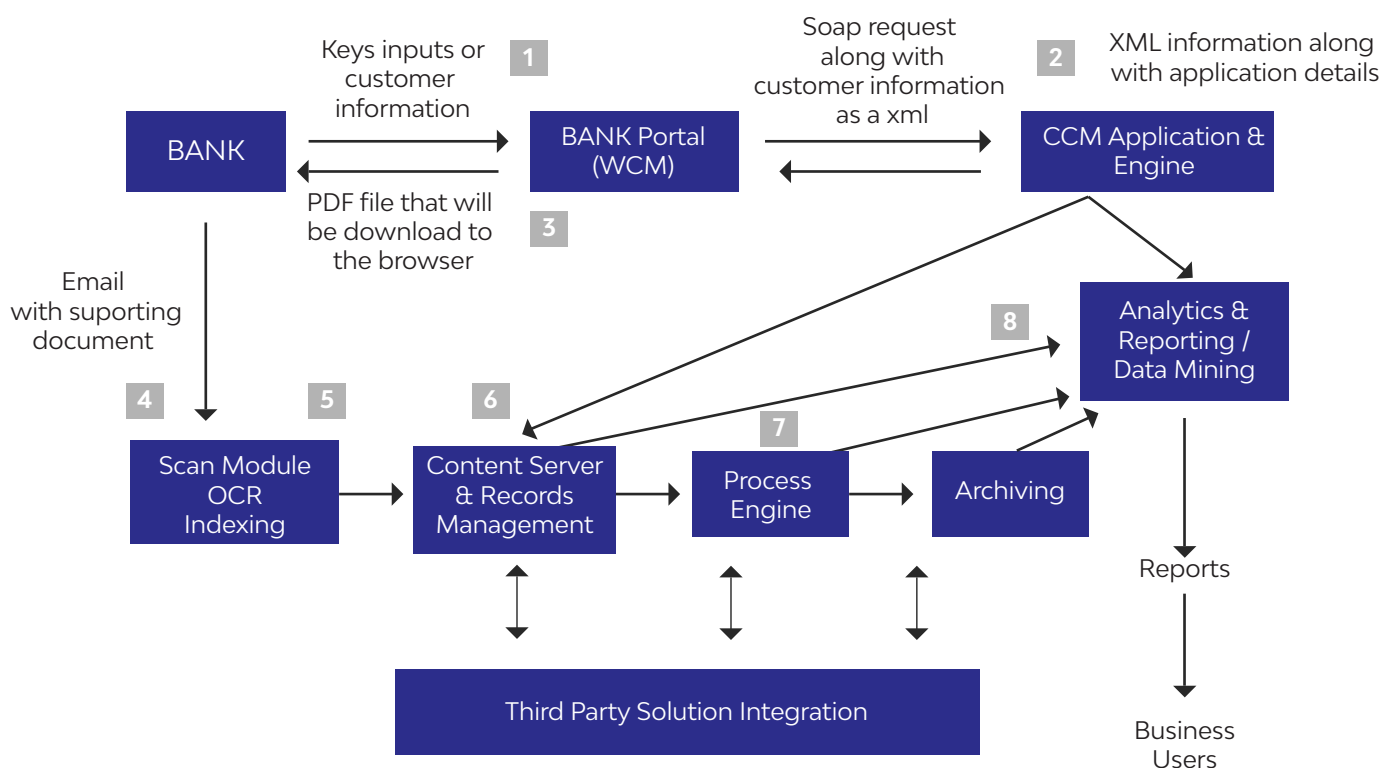 Keys inputs or
customer
information
1
Soap request
along with
customer information
as a xml
2
XML information along
with application details
BANK
BANK Portal
(WCM)
CCM Application &
Engine
PDF file that will
be download to
the browser
3
Email
with suporting
document
8
Analytics &
Reporting /
Data Mining
4
5
6
7
Scan Module
OCR
Indexing
Content Server
& Records
Management
Process
Engine
Archiving
Reports
Third Party Solution Integration
Business
Users